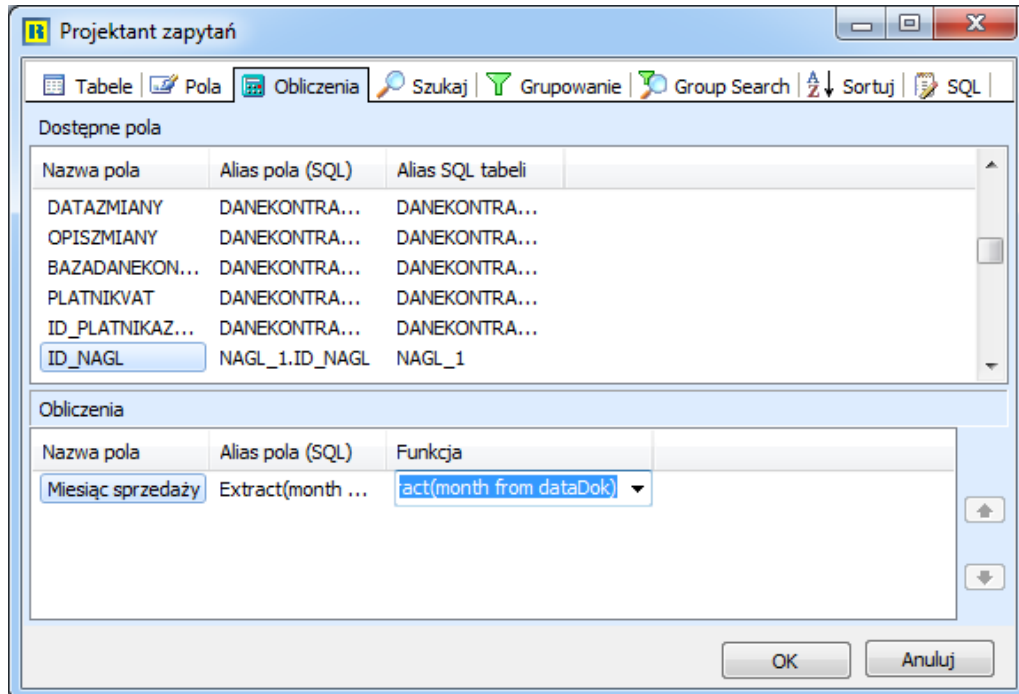 Projektant zapytań
Tabele Pola Obliczenia Szukaj Grupowanie Group Search Sortuj SQL
Dostępne pola
Nazwa pola Alias pola (SQL) Alias SQL tabeli
DATAZMIANY DANEKONTRA... DANEKONTRA...
OPISZMIANY DANEKONTRA... DANEKONTRA...
BAZADANEKON... DANEKONTRA... DANEKONTRA...
PLATNIKVAT DANEKONTRA... DANEKONTRA...
ID_PLATNIKAZ... DANEKONTRA... DANEKONTRA...
ID_NAGL NAGL_1.ID_NAGL NAGL_1
Obliczenia
Nazwa pola Alias pola (SQL) Funkcja
Miesiąc sprzedaży Extract(month ... ract(month from dataDok)
OK Anuluj